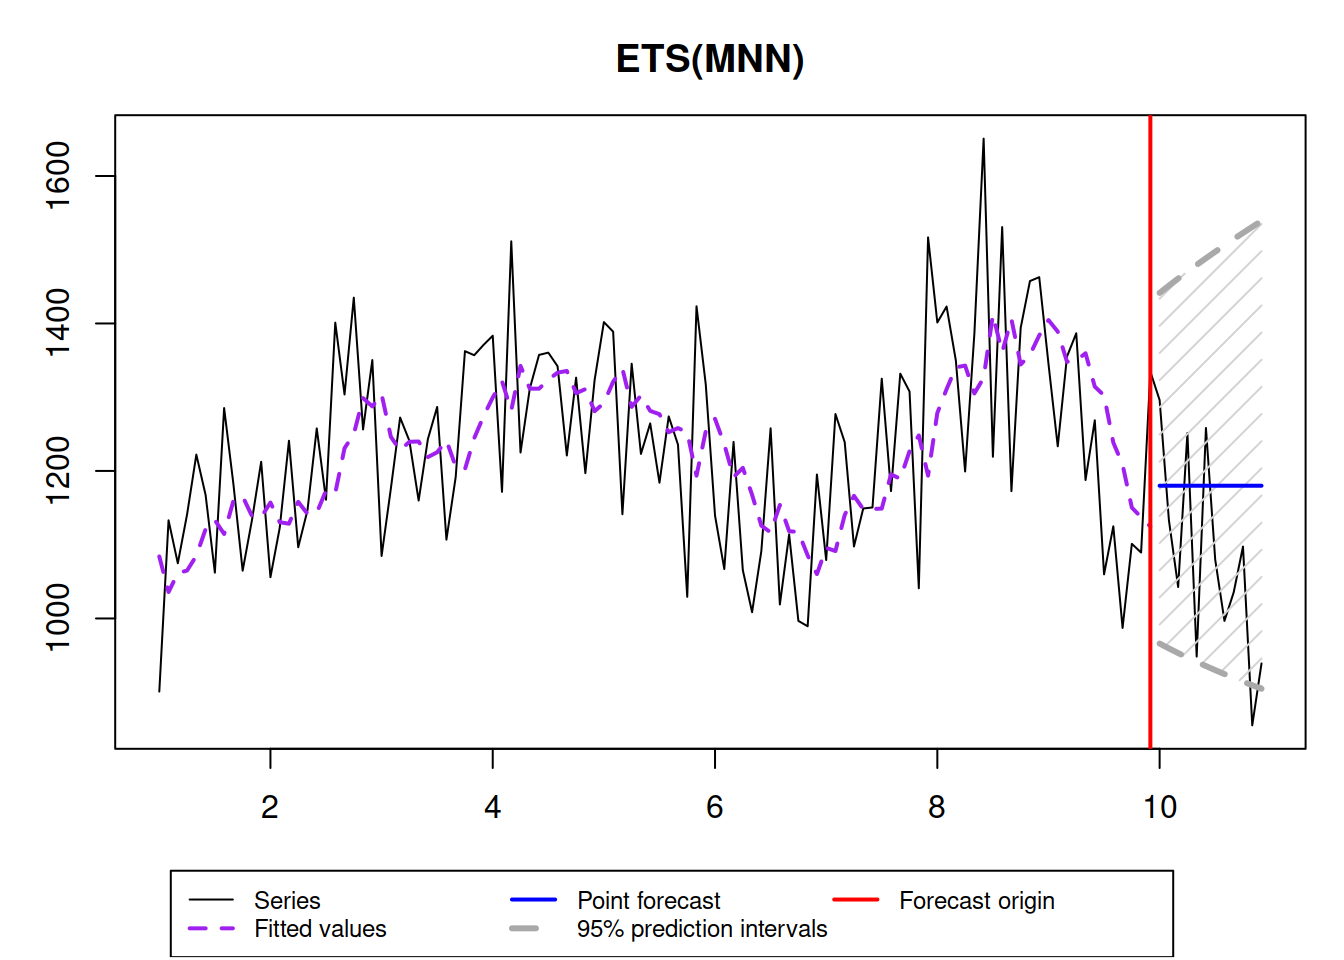 ETS(MNN)
1600
1400
1200
1000
2 4 6 8 10
Series Point forecast Forecast origin
Fitted values 95% prediction intervals